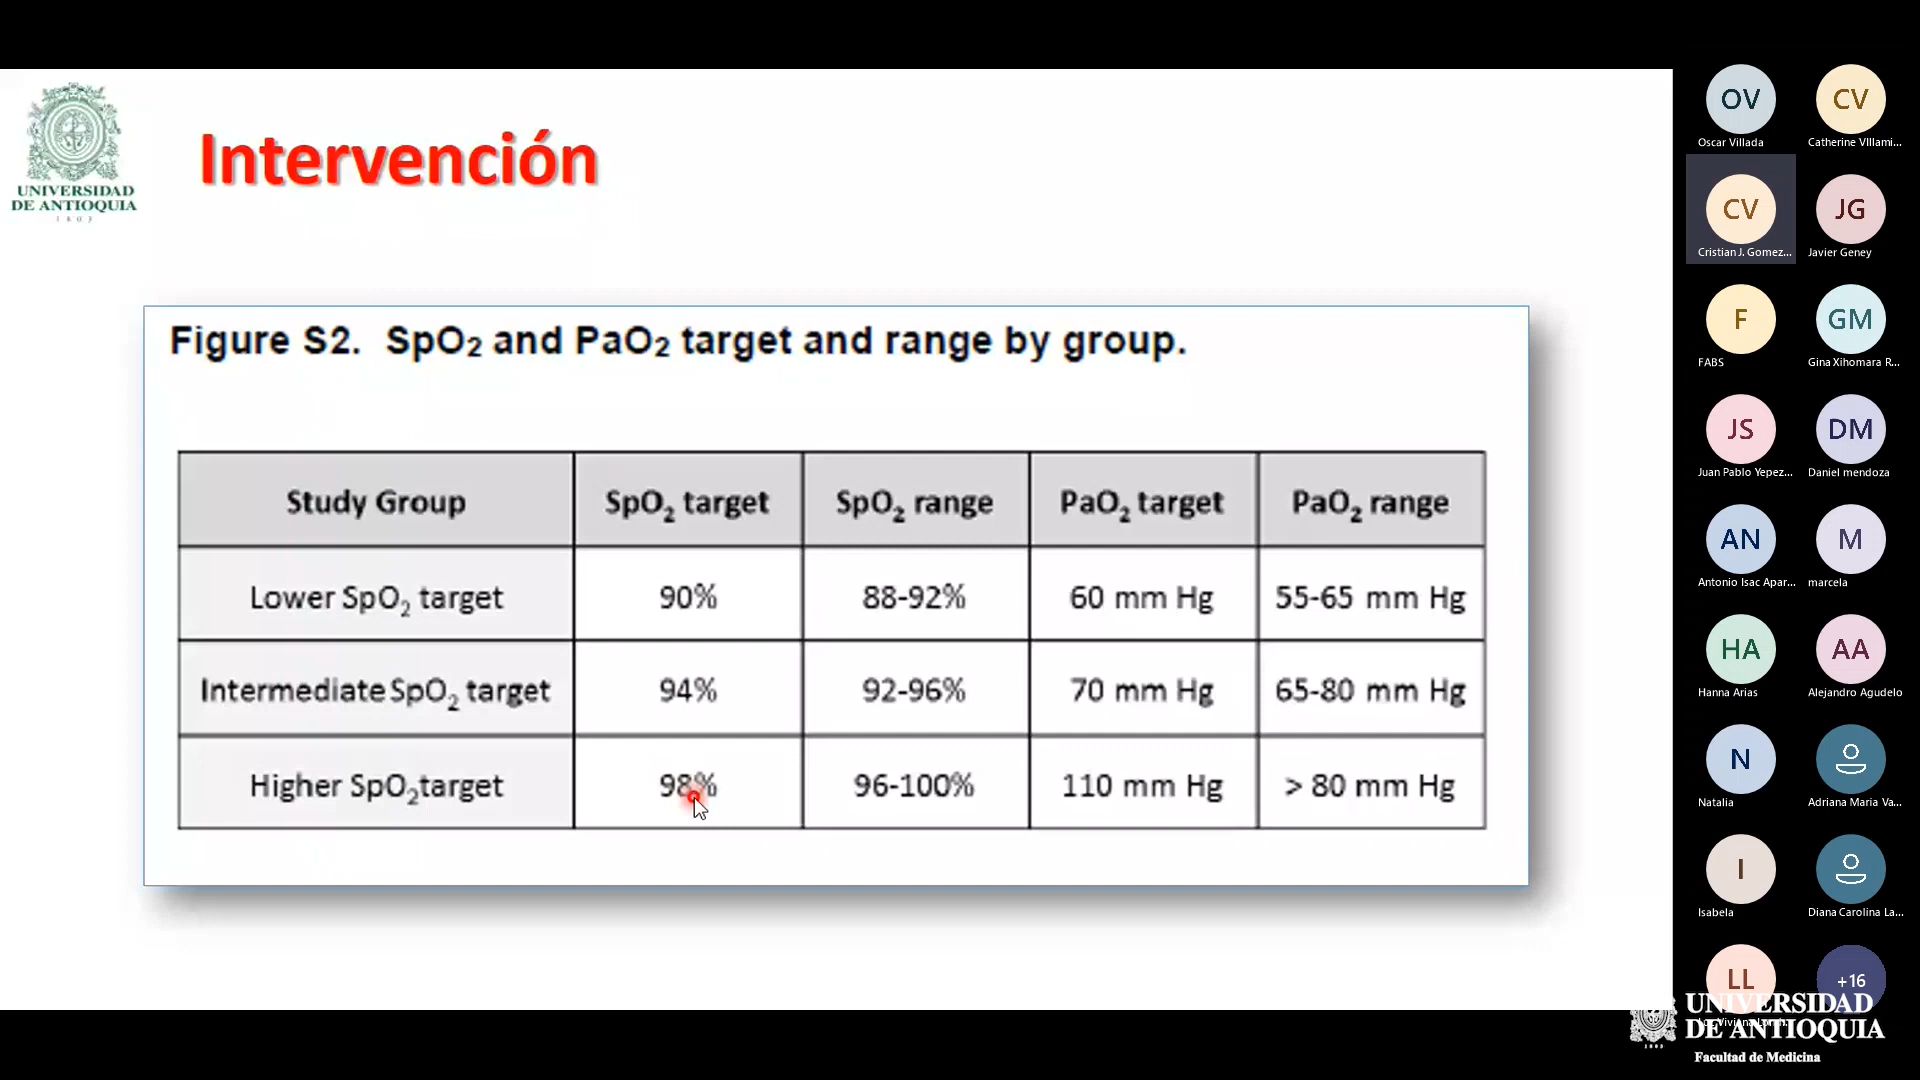 UNIVERSIDAD
DE ANTIOQUIA
1803
Intervención
Figure S2. SpO₂ and PaO₂ target and range by group.
Study Group SpO₂ target SpO₂ range PaO₂ target PaO₂ range
Lower SpO₂ target 90% 88-92% 60 mm Hg 55-65 mm Hg
Intermediate SpO₂ target 94% 92-96% 70 mm Hg 65-80 mm Hg
Higher SpO₂target 98% 96-100% 110 mm Hg > 80 mm Hg
OV CV
Oscar Villada Catherine VIllami...
CV JG
Cristian J. Gomez... Javier Geney
F GM
FABS Gina Xihomara R...
JS DM
Juan Pablo Yepez... Daniel mendoza
AN M
Antonio Isac Apar... marcela
HA AA
Hanna Arias Alejandro Agudelo
N
Natalia Adriana Maria Va...
I
Isabela Diana Carolina La...
LL +16
UNIVERSIDAD
DE ANTIOQUIA
1803
Facultad de Medicina